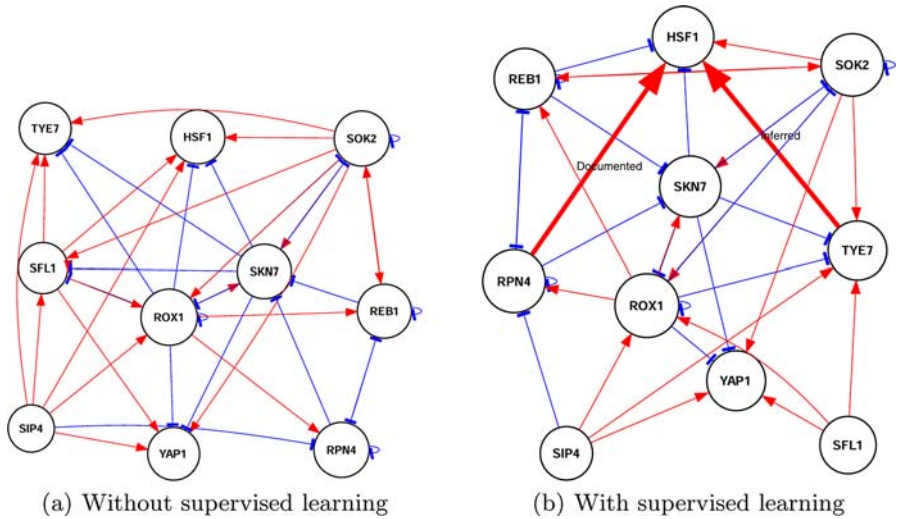 TYE7
HSF1
SOK2
SFL1
SKN7
ROX1
REB1
SIP4
YAP1
RPN4
(a) Without supervised learning
HSF1
REB1
SOK2
Documented
Inferred
SKN7
RPN4
TYE7
ROX1
YAP1
SIP4
SFL1
(b) With supervised learning